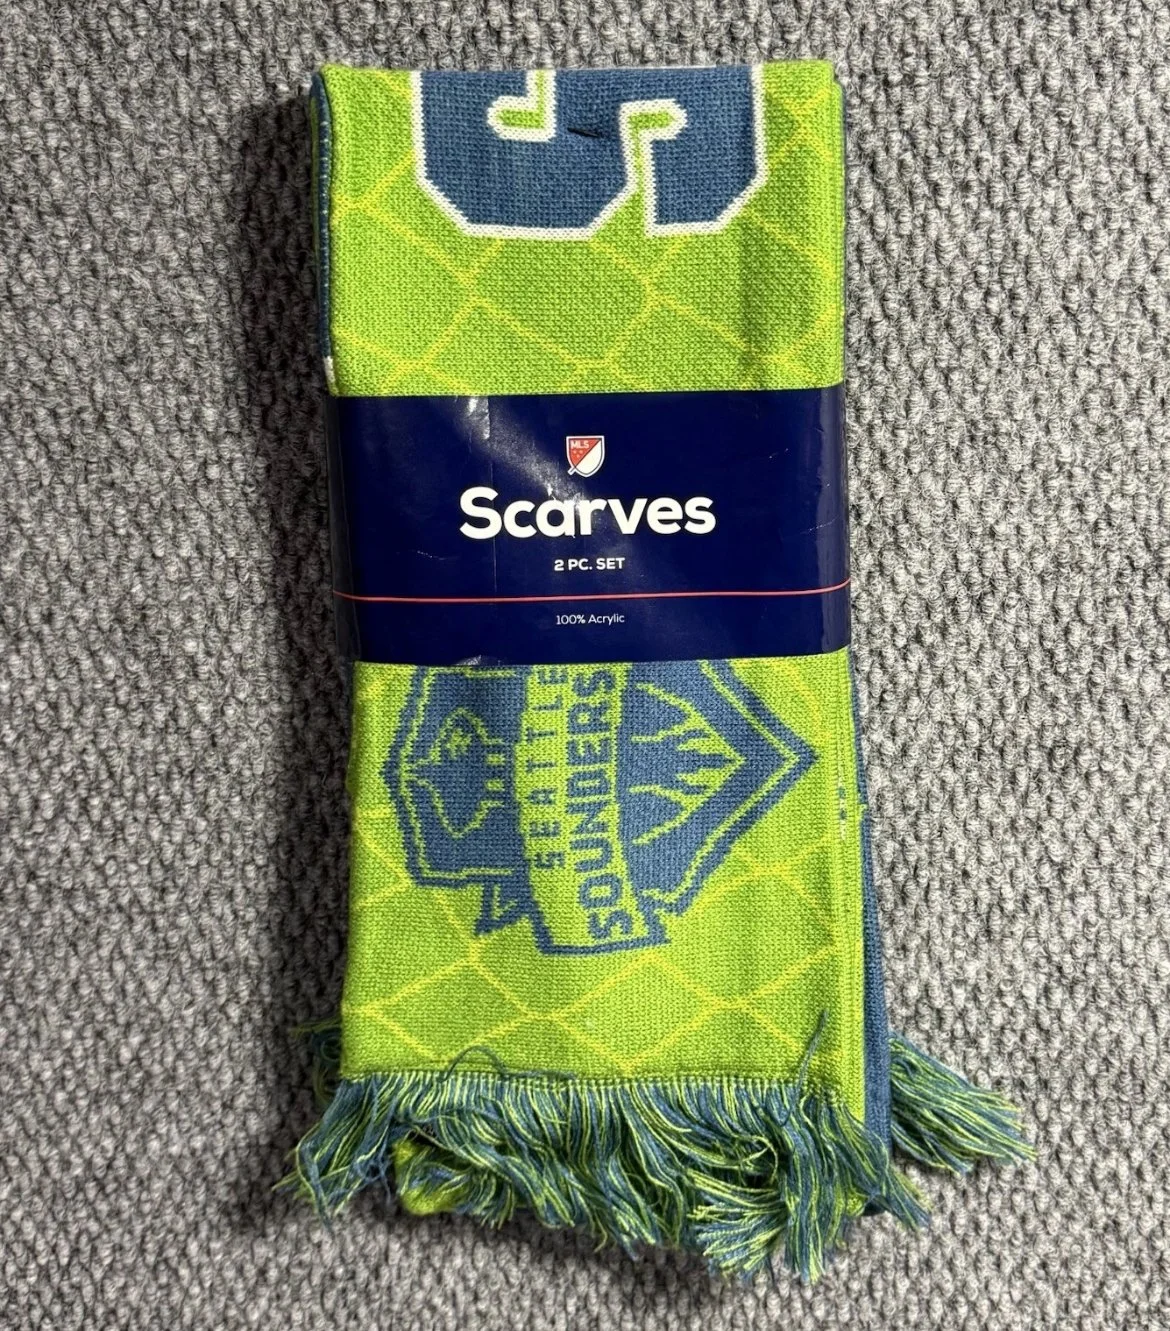 S
MLS
Scarves
2 PC. SET
100% Acrylic
SEATTLE
SOUNDERS